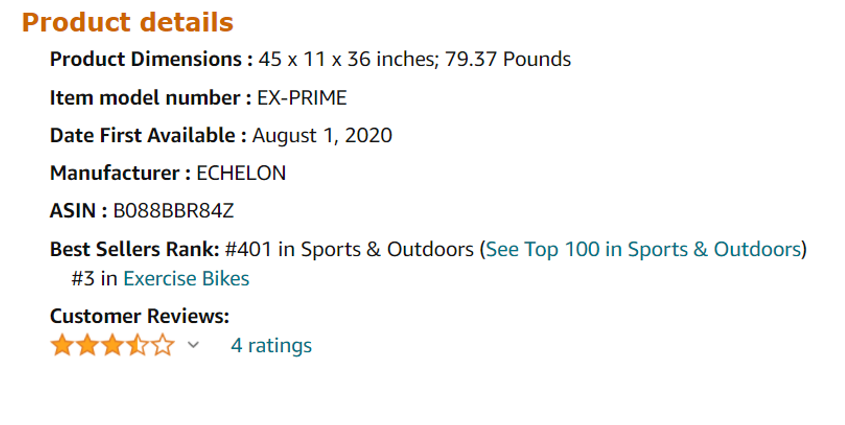 Product details
Product Dimensions : 45 x 11 x 36 inches; 79.37 Pounds
Item model number : EX-PRIME
Date First Available : August 1, 2020
Manufacturer : ECHELON
ASIN : B088BBR84Z
Best Sellers Rank: #401 in Sports & Outdoors (See Top 100 in Sports & Outdoors)
#3 in Exercise Bikes
Customer Reviews:
4 ratings